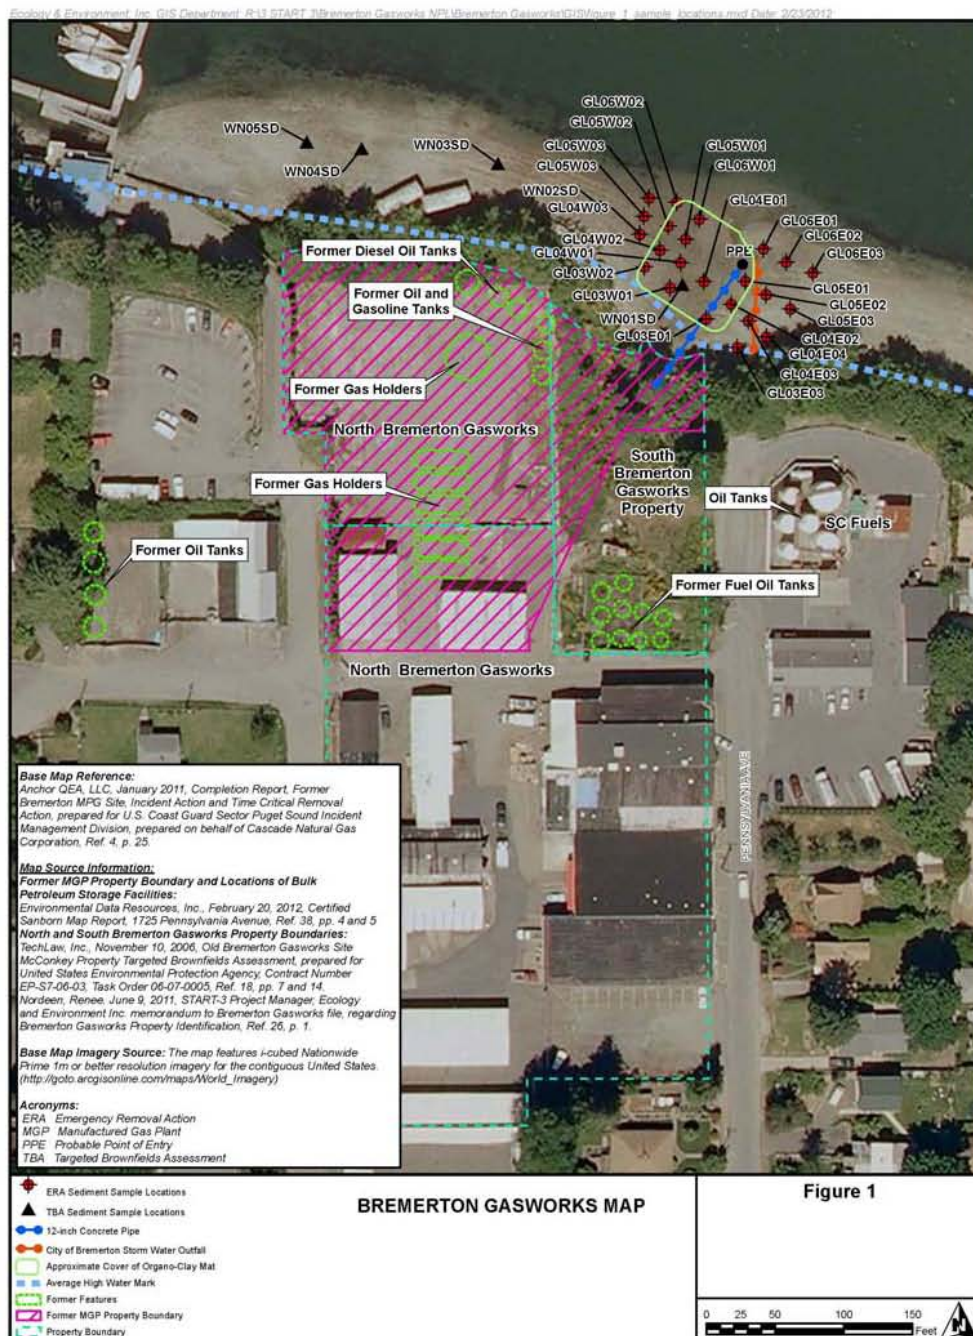 Ecology & Environment, Inc. GIS Department R:\3 START 3\Bremerton Gasworks NPL\Bremerton Gasworks\GIS\figure_1_sample_locations.mxd Date: 2/23/2012
GL06W02
GL05W02
GL06W03
GL05W03
WN02SD
GL04W03
GL04W02
GL04W01
GL03W02
GL03W01
WN01SD
GL03E01
GL05W01
GL06W01
GL04E01
GL06E01
GL06E02
GL06E03
GL05E01
GL05E02
GL05E03
GL04E02
GL04E04
GL04E03
GL03E03
PPE
WN05SD
WN04SD
WN03SD
Former Diesel Oil Tanks
Former Oil and
Gasoline Tanks
Former Gas Holders
North Bremerton Gasworks
Former Gas Holders
South
Bremerton
Gasworks
Property
Oil Tanks
SC Fuels
Former Oil Tanks
Former Fuel Oil Tanks
North Bremerton Gasworks
PENNSYLVANIA AVE
Base Map Reference:
Anchor QEA, LLC, January 2011, Completion Report, Former
Bremerton MPG Site, Incident Action and Time Critical Removal
Action, prepared for U.S. Coast Guard Sector Puget Sound Incident
Management Division, prepared on behalf of Cascade Natural Gas
Corporation, Ref. 4, p. 25.
Map Source Information:
Former MGP Property Boundary and Locations of Bulk
Petroleum Storage Facilities:
Environmental Data Resources, Inc., February 20, 2012, Certified
Sanborn Map Report, 1725 Pennsylvania Avenue, Ref. 38, pp. 4 and 5
North and South Bremerton Gasworks Property Boundaries:
TechLaw, Inc., November 10, 2006, Old Bremerton Gasworks Site
McConkey Property Targeted Brownfields Assessment, prepared for
United States Environmental Protection Agency, Contract Number
EP-S7-06-03, Task Order 06-07-0005, Ref. 18, pp. 7 and 14.
Nordeen, Renee, June 9, 2011, START-3 Project Manager, Ecology
and Environment Inc. memorandum to Bremerton Gasworks file, regarding
Bremerton Gasworks Property Identification, Ref. 26, p. 1.
Base Map Imagery Source: The map features i-cubed Nationwide
Prime 1m or better resolution imagery for the contiguous United States.
(http://goto.arcgisonline.com/maps/World_Imagery)
Acronyms:
ERA Emergency Removal Action
MGP Manufactured Gas Plant
PPE Probable Point of Entry
TBA Targeted Brownfields Assessment
ERA Sediment Sample Locations
TBA Sediment Sample Locations
12-inch Concrete Pipe
City of Bremerton Storm Water Outfall
Approximate Cover of Organo-Clay Mat
Average High Water Mark
Former Features
Former MGP Property Boundary
Property Boundary
BREMERTON GASWORKS MAP
Figure 1
0 25 50 100 150
Feet
N